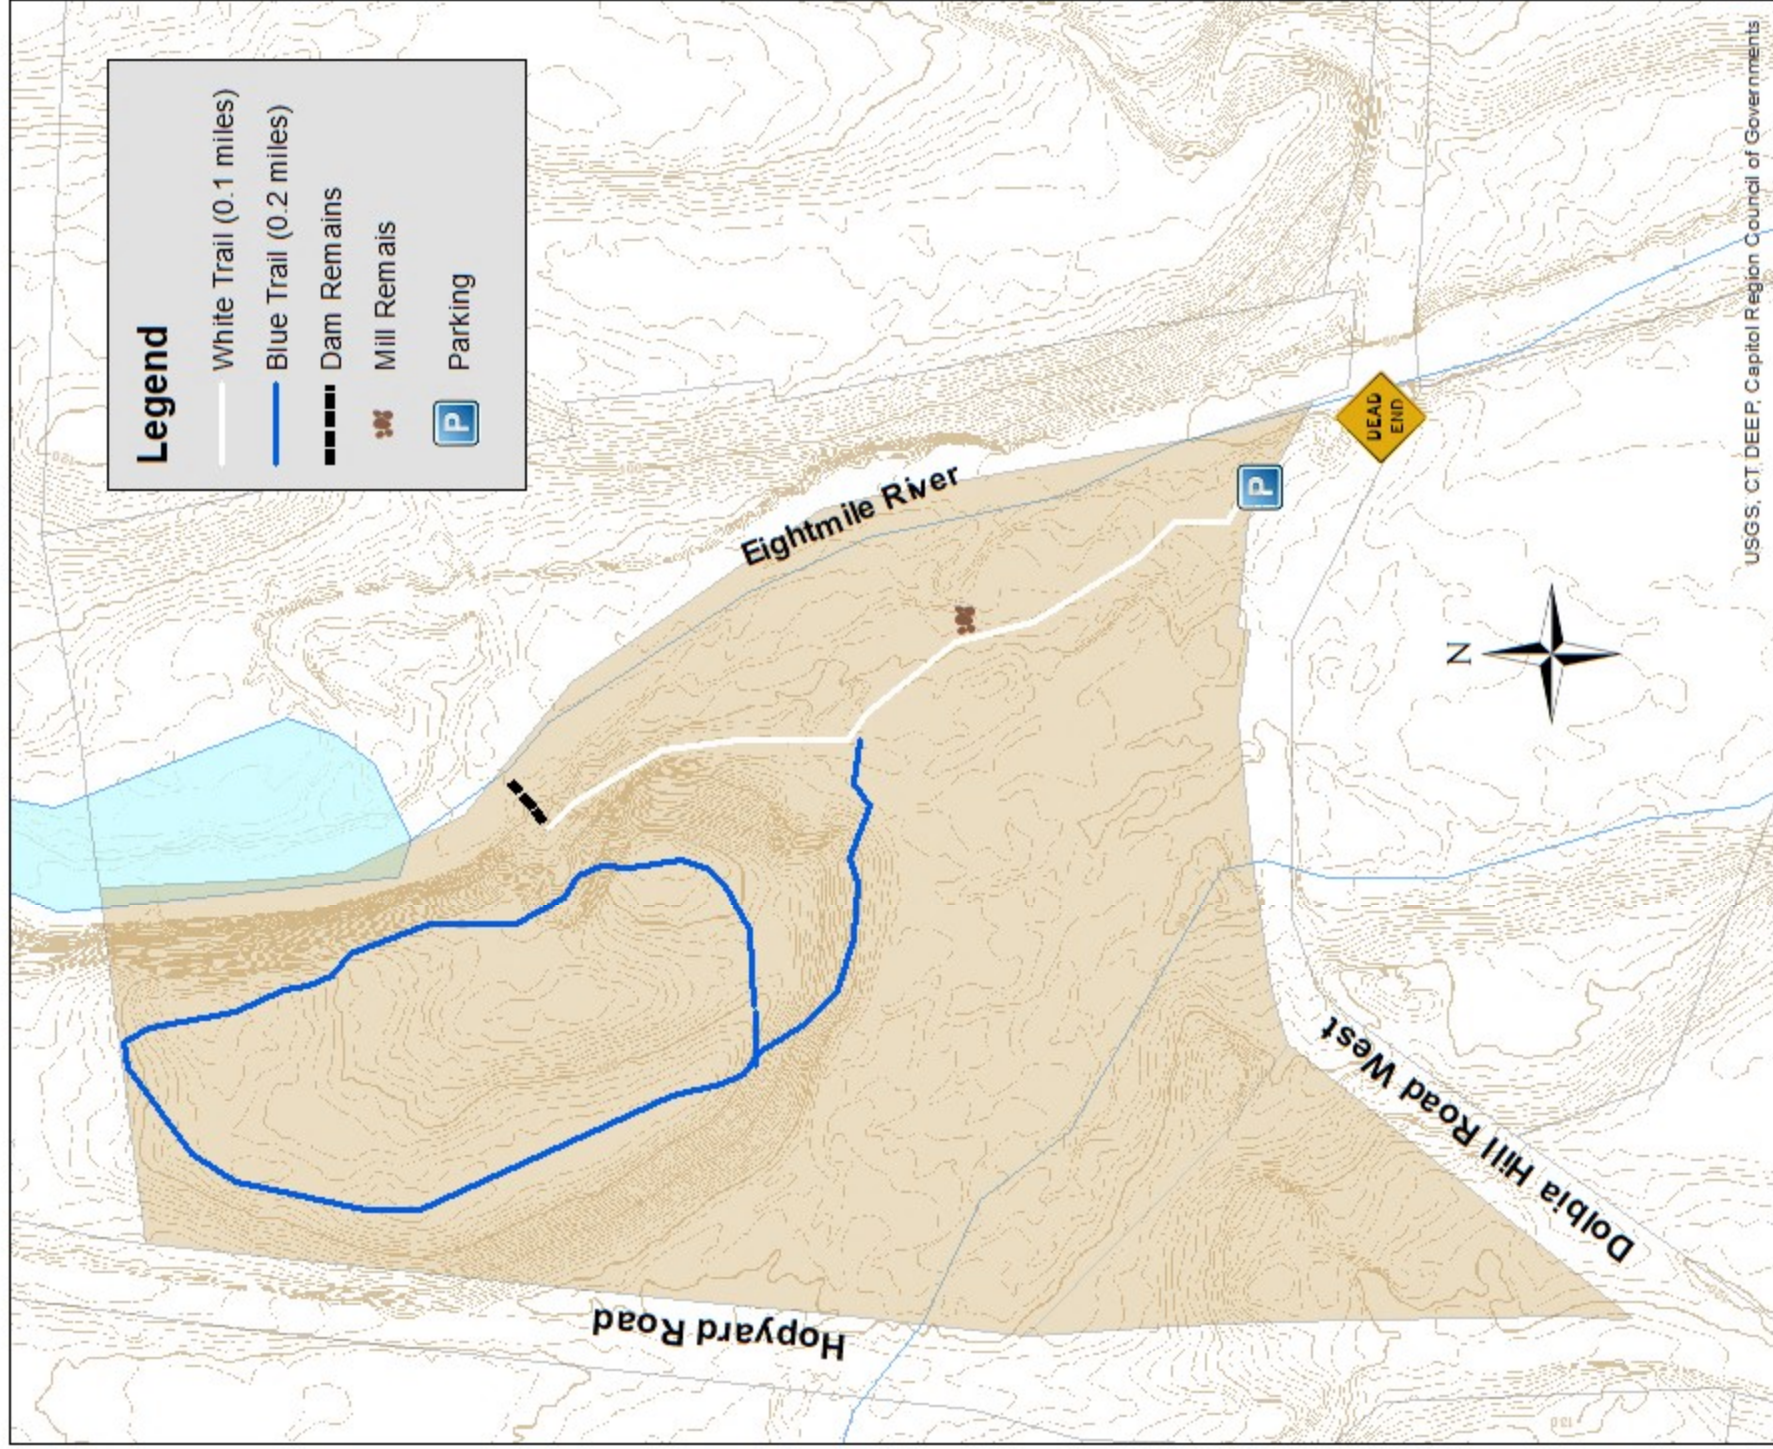 Legend
White Trail (0.1 miles)
Blue Trail (0.2 miles)
Dam Remains
Mill Remais
P
Parking
Eightmile River
P
DEAD
END
N
Dolbia Hill Road West
Hopyard Road
USGS, CT DEEP, Capitol Region Council of Governments